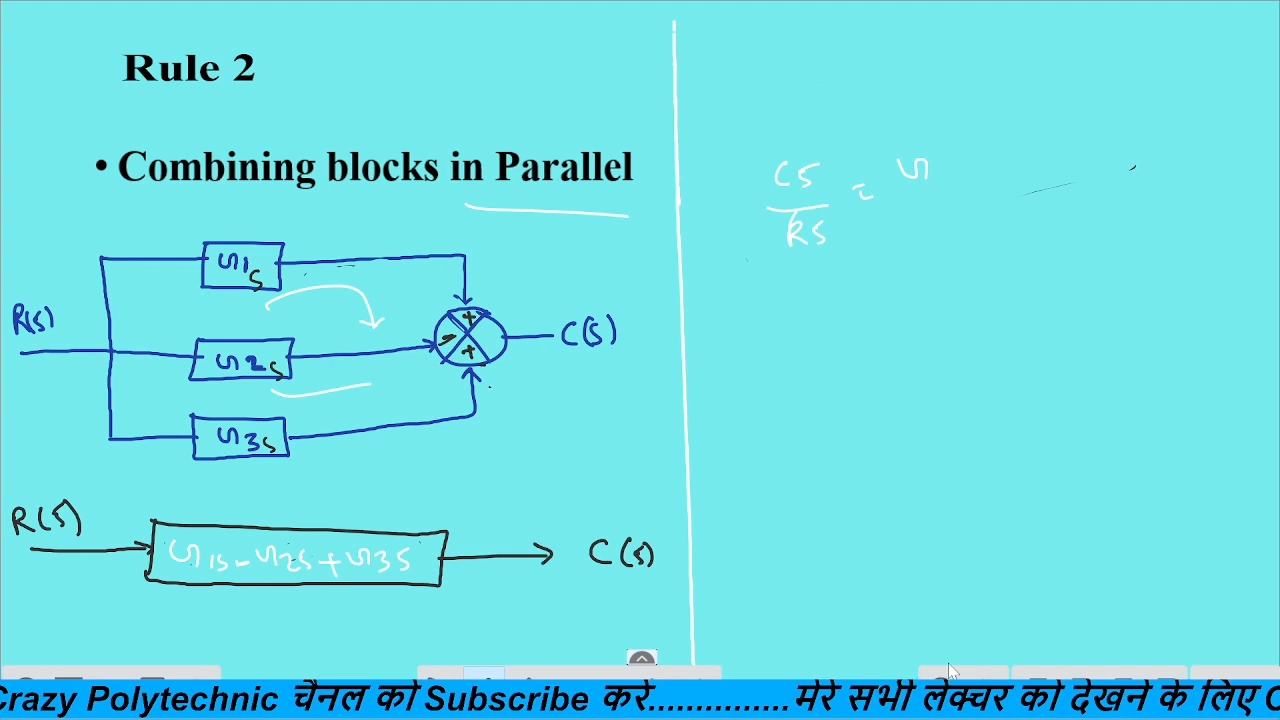 Rule 2
• Combining blocks in Parallel
G1s
R(s)
G2s
+
-
+
C(s)
G3s
R(s)
G1s - G2s + G3s
C(s)
Cs
Rs
= G
Crazy Polytechnic चैनल को Subscribe करे...............मेरे सभी लेक्चर को देखने के लिए C